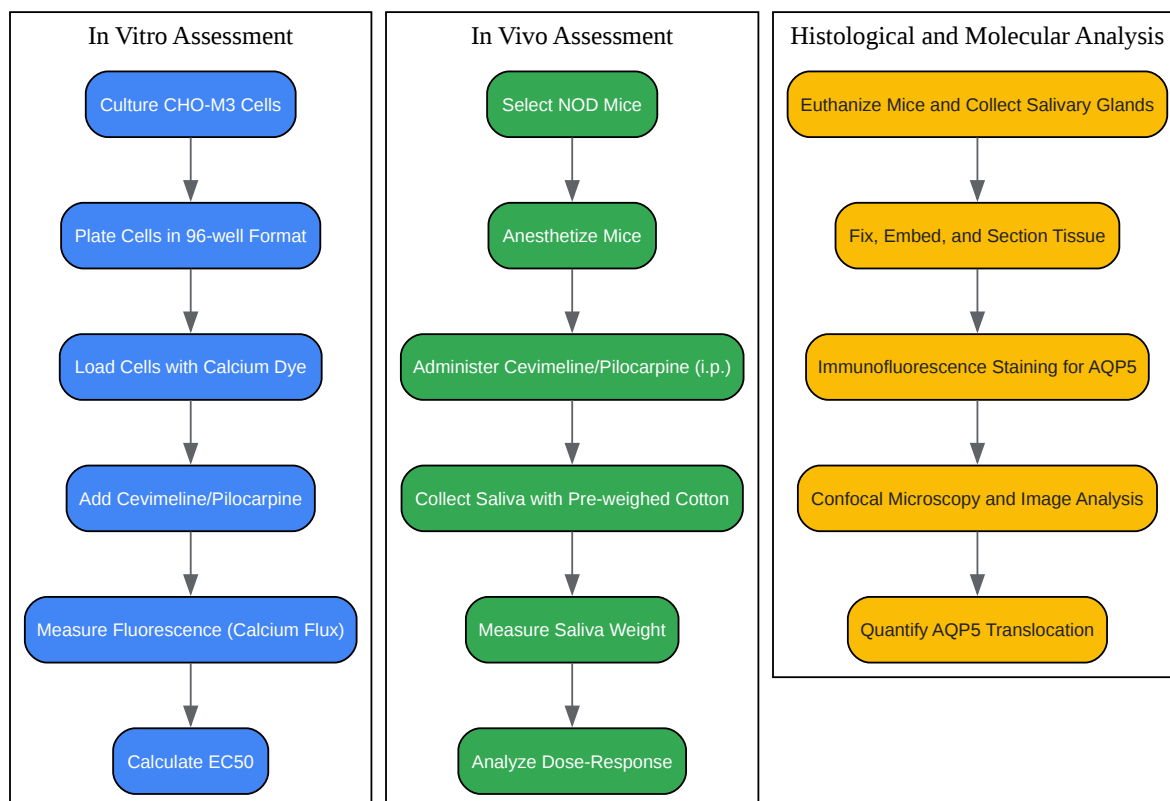 In Vitro Assessment
Culture CHO-M3 Cells
Plate Cells in 96-well Format
Load Cells with Calcium Dye
Add Cevimeline/Pilocarpine
Measure Fluorescence (Calcium Flux)
Calculate EC50
In Vivo Assessment
Select NOD Mice
Anesthetize Mice
Administer Cevimeline/Pilocarpine (i.p.)
Collect Saliva with Pre-weighed Cotton
Measure Saliva Weight
Analyze Dose-Response
Histological and Molecular Analysis
Euthanize Mice and Collect Salivary Glands
Fix, Embed, and Section Tissue
Immunofluorescence Staining for AQP5
Confocal Microscopy and Image Analysis
Quantify AQP5 Translocation